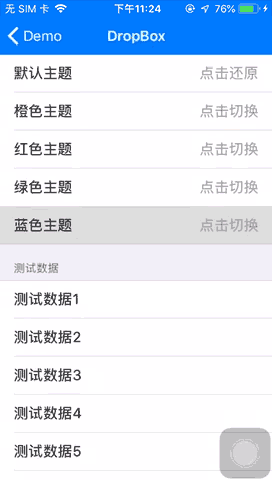 无 SIM 卡 下午11:24 76%
Demo DropBox
默认主题 点击还原
橙色主题 点击切换
红色主题 点击切换
绿色主题 点击切换
蓝色主题 点击切换
测试数据
测试数据1
测试数据2
测试数据3
测试数据4
测试数据5